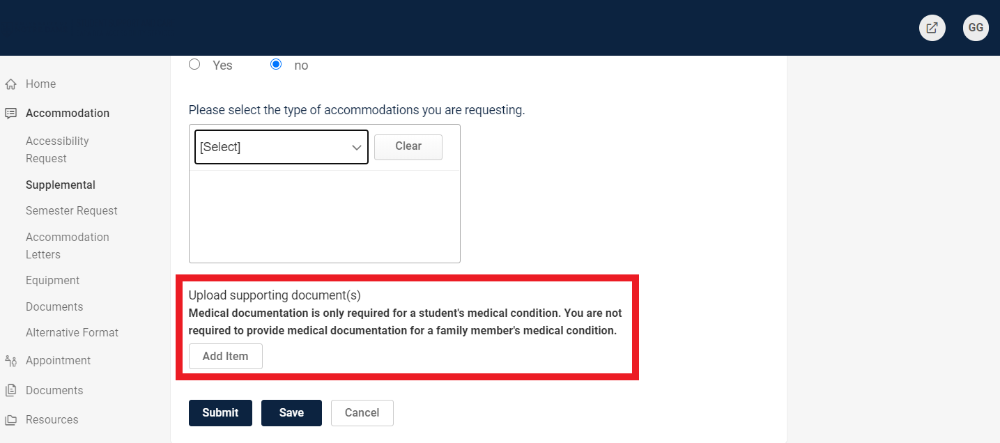 GG
Home
Accommodation
Accessibility
Request
Supplemental
Semester Request
Accommodation
Letters
Equipment
Documents
Alternative Format
Appointment
Documents
Resources
Yes no
Please select the type of accommodations you are requesting.
[Select] Clear
Upload supporting document(s)
Medical documentation is only required for a student's medical condition. You are not
required to provide medical documentation for a family member's medical condition.
Add Item
Submit Save Cancel